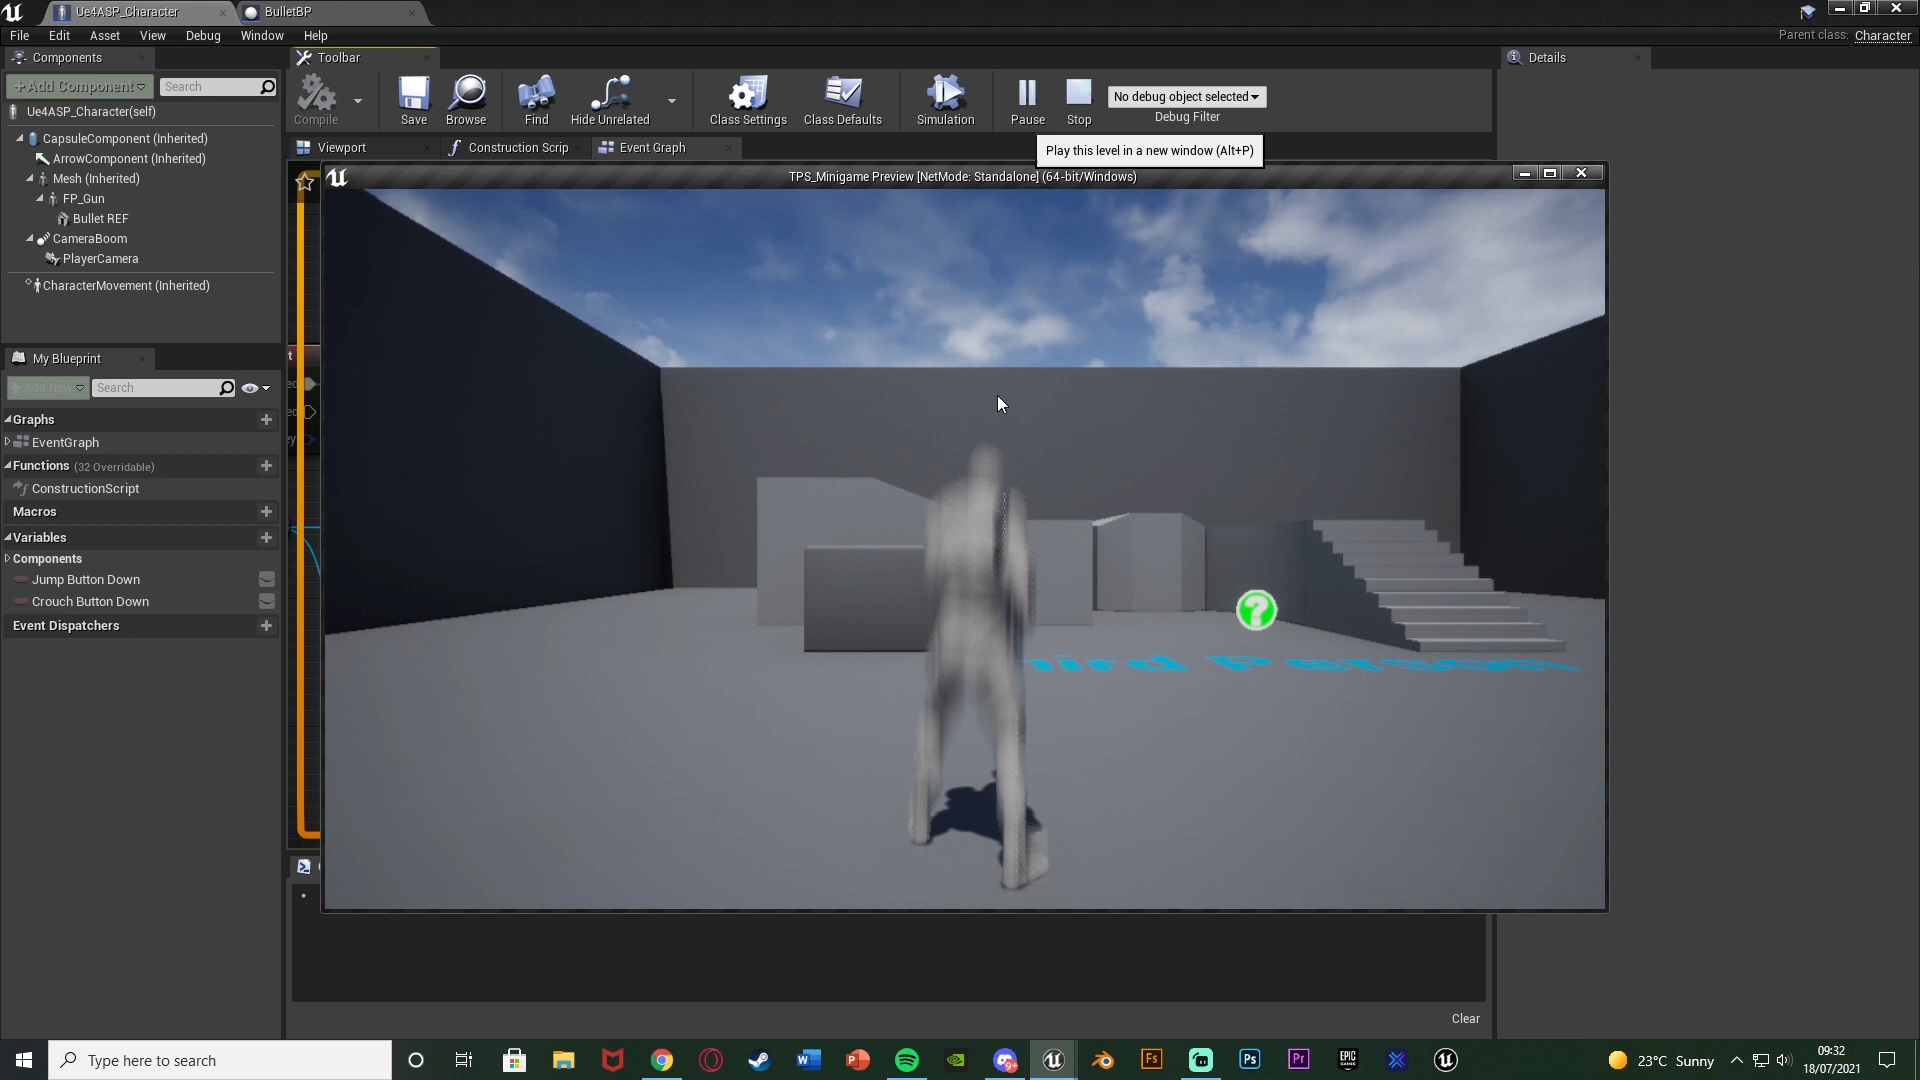 Ue4ASP_Character
BulletBP
File Edit Asset View Debug Window Help
Parent class: Character
Components
Toolbar
Details
+Add Component
Search
Ue4ASP_Character(self)
CapsuleComponent (Inherited)
ArrowComponent (Inherited)
Mesh (Inherited)
FP_Gun
Bullet REF
CameraBoom
PlayerCamera
CharacterMovement (Inherited)
Compile
Save
Browse
Find
Hide Unrelated
Class Settings
Class Defaults
Simulation
Pause
Stop
No debug object selected
Debug Filter
Viewport
Construction Scrip
Event Graph
Play this level in a new window (Alt+P)
TPS_Minigame Preview [NetMode: Standalone] (64-bit/Windows)
My Blueprint
+ Add New
Search
Graphs
EventGraph
Functions (32 Overridable)
ConstructionScript
Macros
Variables
Components
Jump Button Down
Crouch Button Down
Event Dispatchers
?
Clear
Type here to search
23°C Sunny
09:32
18/07/2021